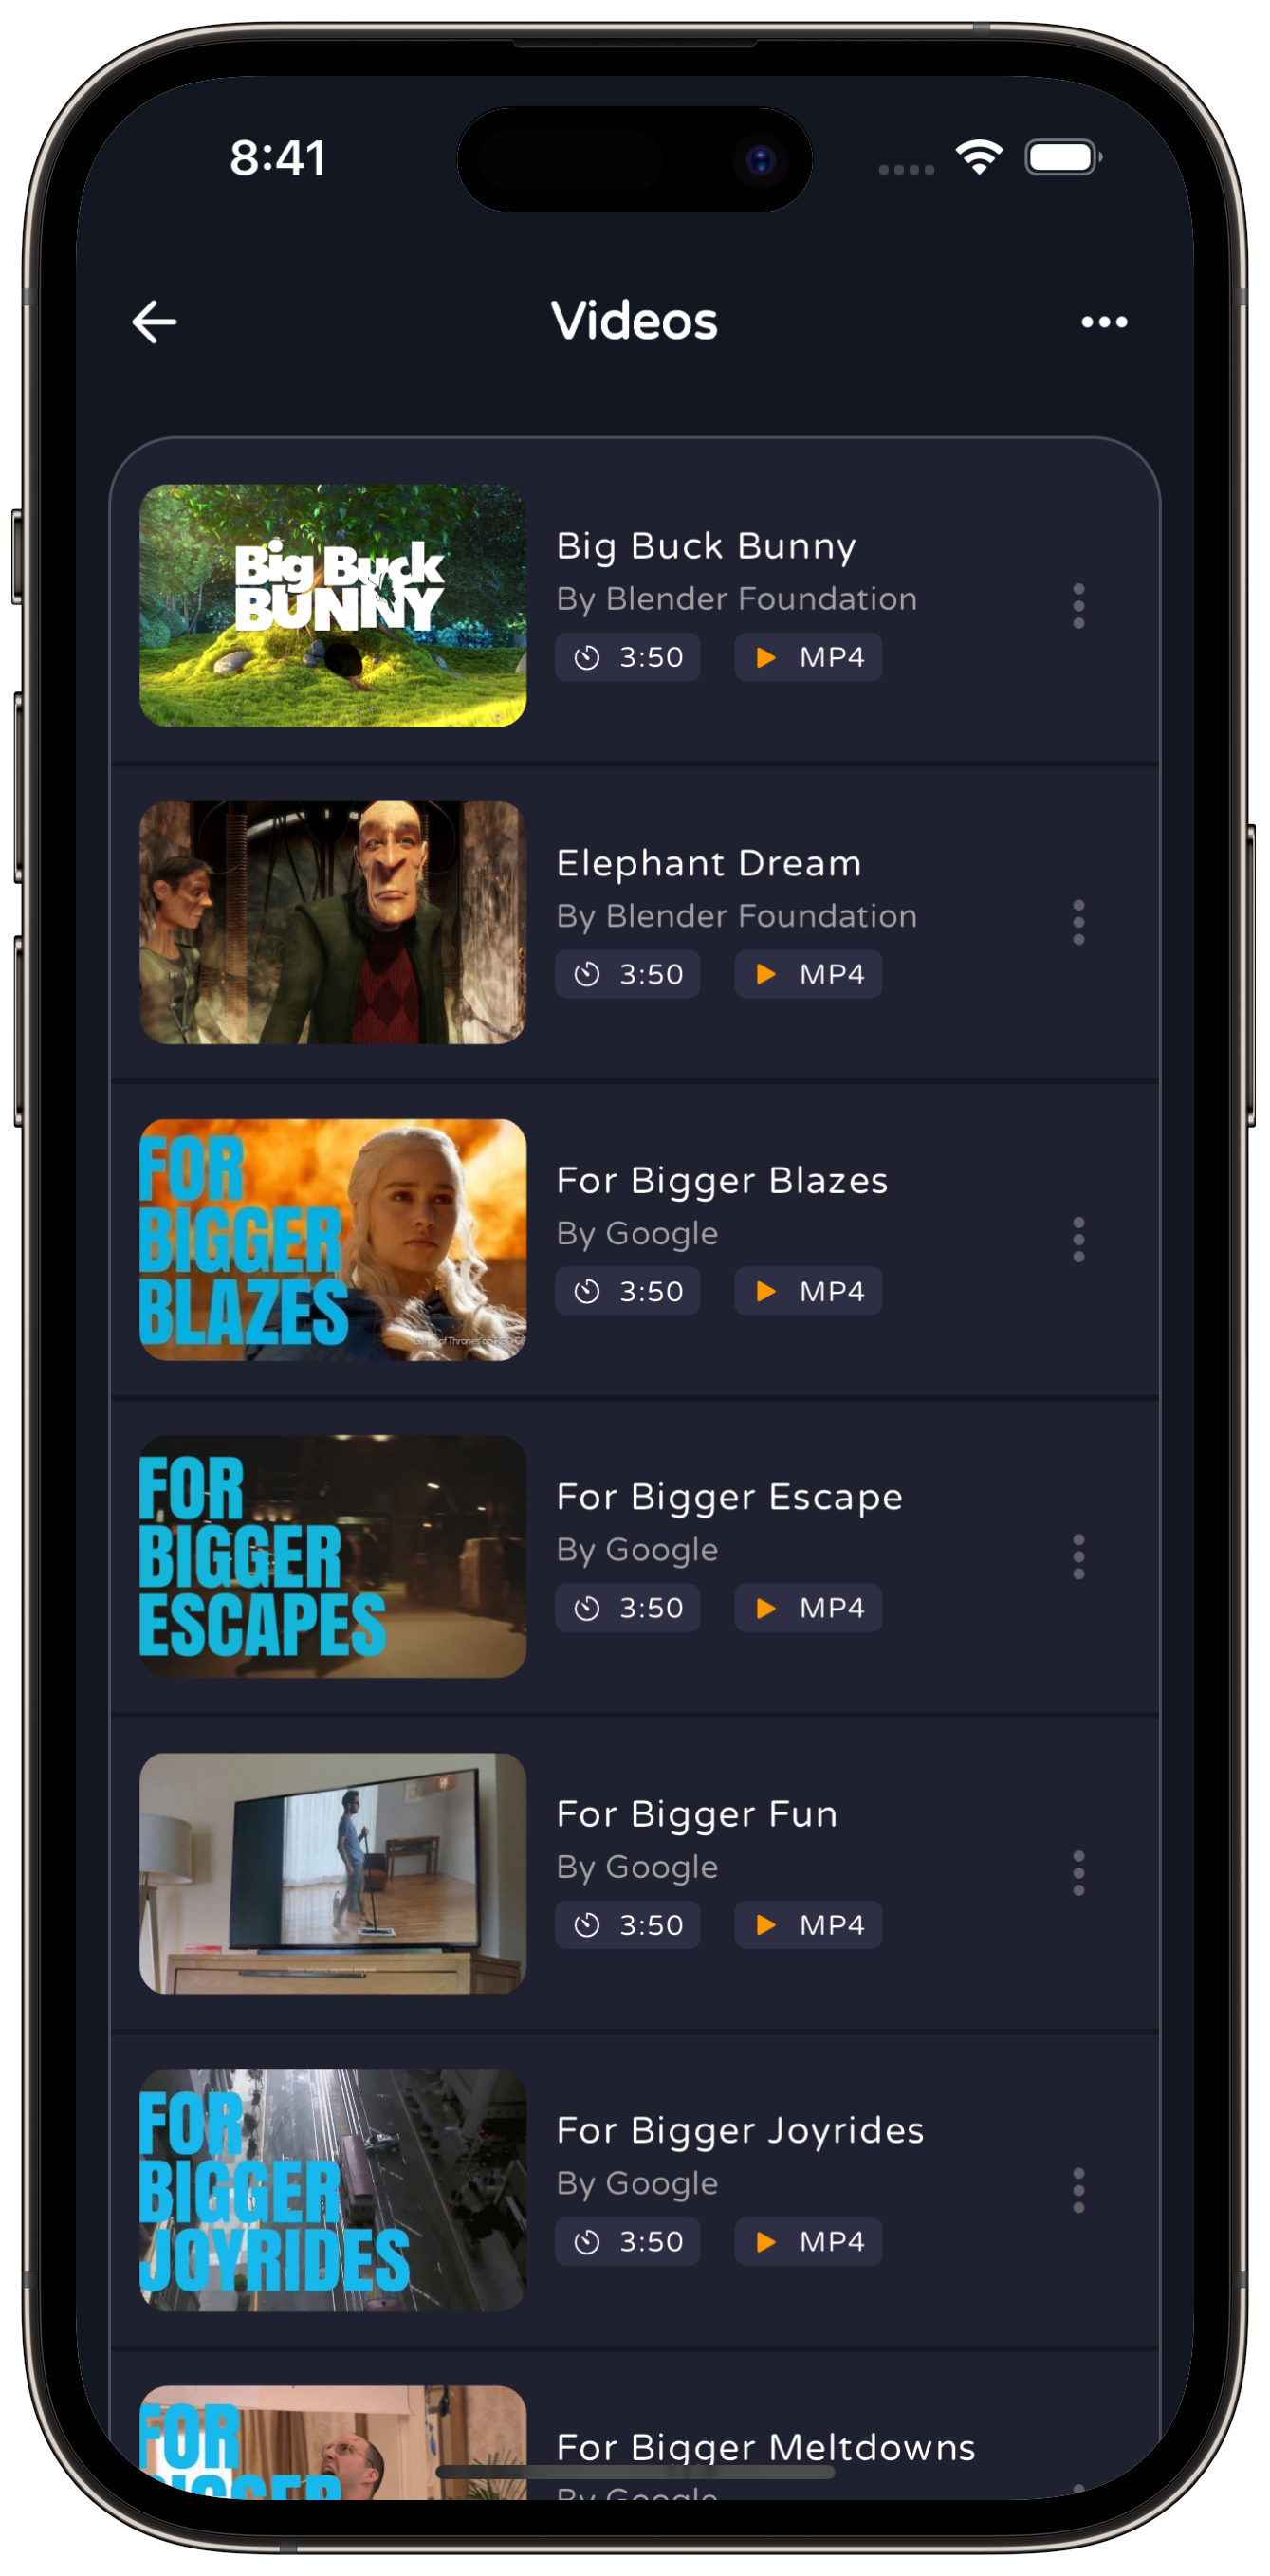 8:41
Videos
Big Buck
BUNNY
Big Buck Bunny
By Blender Foundation
3:50 MP4
Elephant Dream
By Blender Foundation
3:50 MP4
FOR
BIGGER
BLAZES
For Bigger Blazes
By Google
3:50 MP4
FOR
BIGGER
ESCAPES
For Bigger Escape
By Google
3:50 MP4
For Bigger Fun
By Google
3:50 MP4
FOR
BIGGER
JOYRIDES
For Bigger Joyrides
By Google
3:50 MP4
FOR
BIGGER
For Bigger Meltdowns
By Google